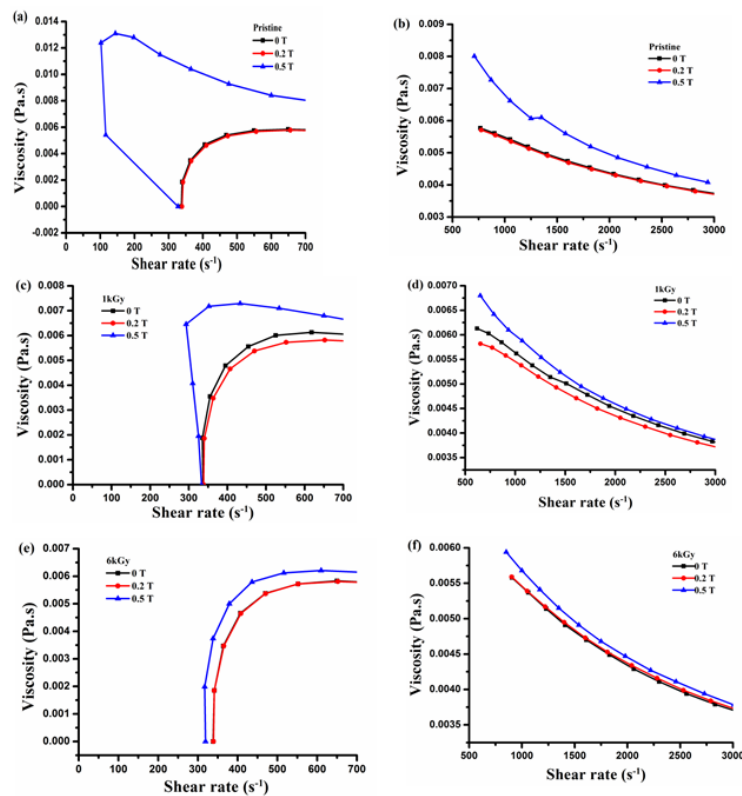 (a)
Pristine
0 T
0.2 T
0.5 T
0.014
0.012
0.010
0.008
0.006
0.004
0.002
0.000
-0.002
Viscosity (Pa.s)
0 100 200 300 400 500 600 700
Shear rate (s⁻¹)
(b)
Pristine
0 T
0.2 T
0.5 T
0.009
0.008
0.007
0.006
0.005
0.004
0.003
Viscosity (Pa.s)
500 1000 1500 2000 2500 3000
Shear rate (s⁻¹)
(c)
1kGy
0 T
0.2 T
0.5 T
0.008
0.007
0.006
0.005
0.004
0.003
0.002
0.001
0.000
Viscosity (Pa.s)
0 100 200 300 400 500 600 700
Shear rate (s⁻¹)
(d)
1kGy
0 T
0.2 T
0.5 T
0.0070
0.0065
0.0060
0.0055
0.0050
0.0045
0.0040
0.0035
Viscosity (Pa.s)
500 1000 1500 2000 2500 3000
Shear rate (s⁻¹)
(e)
6kGy
0 T
0.2 T
0.5 T
0.007
0.006
0.005
0.004
0.003
0.002
0.001
0.000
Viscosity (Pa.s)
0 100 200 300 400 500 600 700
Shear rate (s⁻¹)
(f)
6kGy
0 T
0.2 T
0.5 T
0.0060
0.0055
0.0050
0.0045
0.0040
0.0035
Viscosity (Pa.s)
500 1000 1500 2000 2500 3000
Shear rate (s⁻¹)